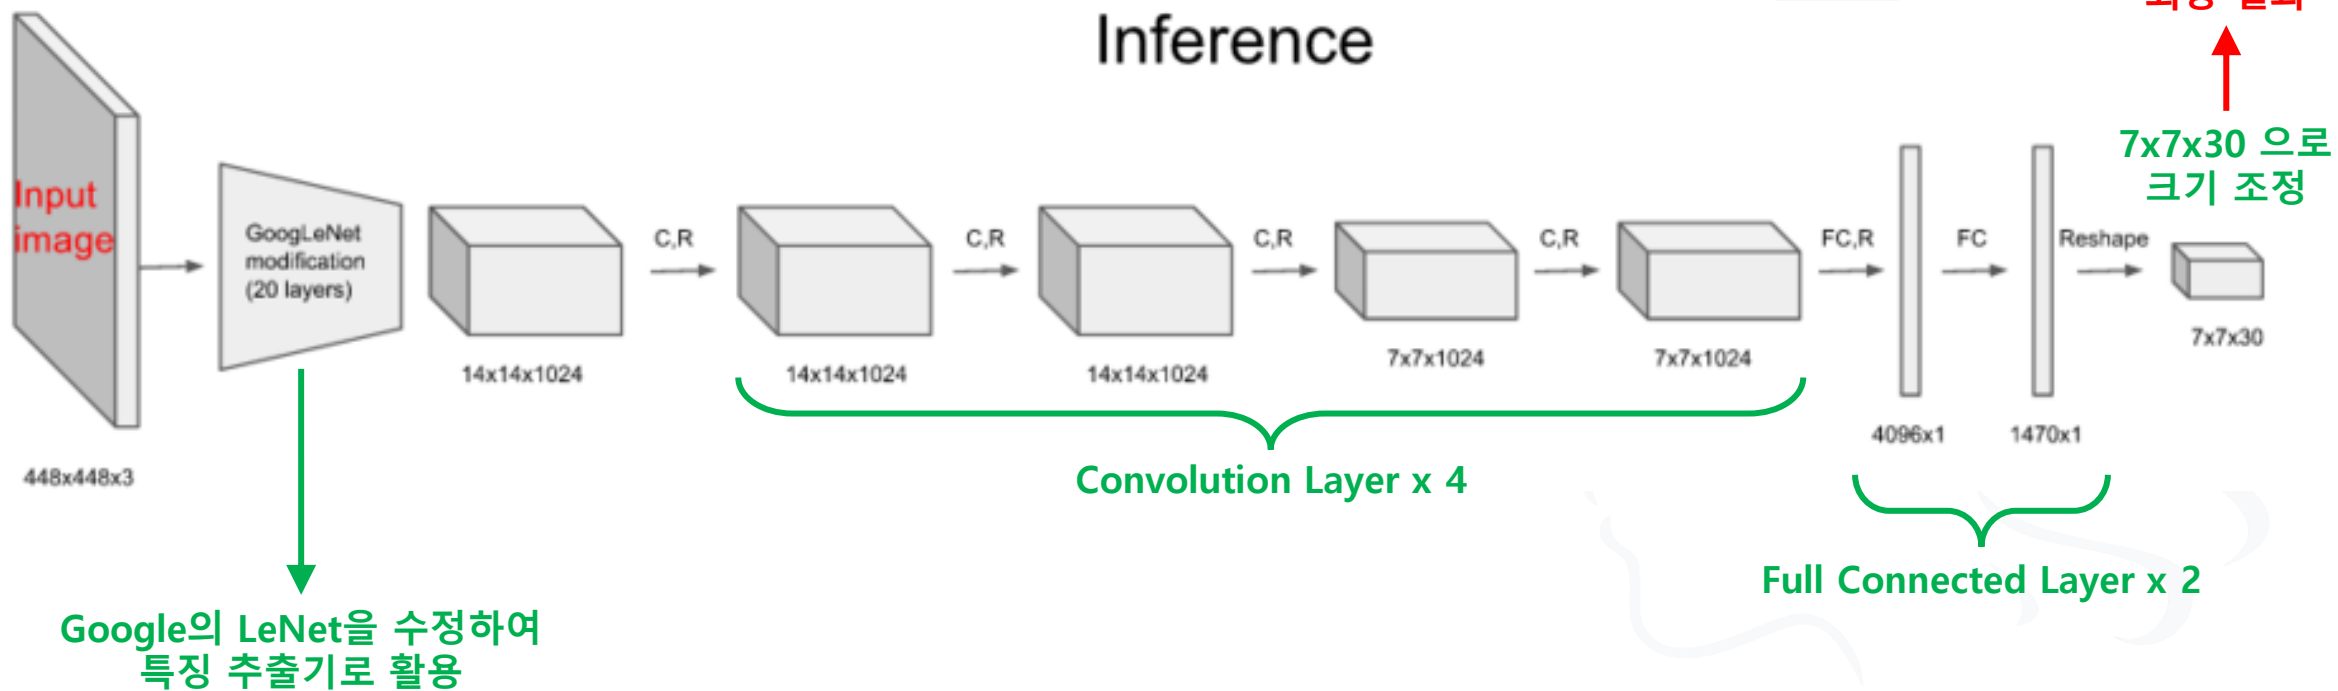 Inference
7x7x30 으로
크기 조정
Input
image
GoogLeNet
modification
(20 layers)
C,R
C,R
C,R
C,R
FC,R
FC
Reshape
448x448x3
14x14x1024
14x14x1024
14x14x1024
7x7x1024
7x7x1024
4096x1
1470x1
7x7x30
Convolution Layer x 4
Full Connected Layer x 2
Google의 LeNet을 수정하여
특징 추출기로 활용